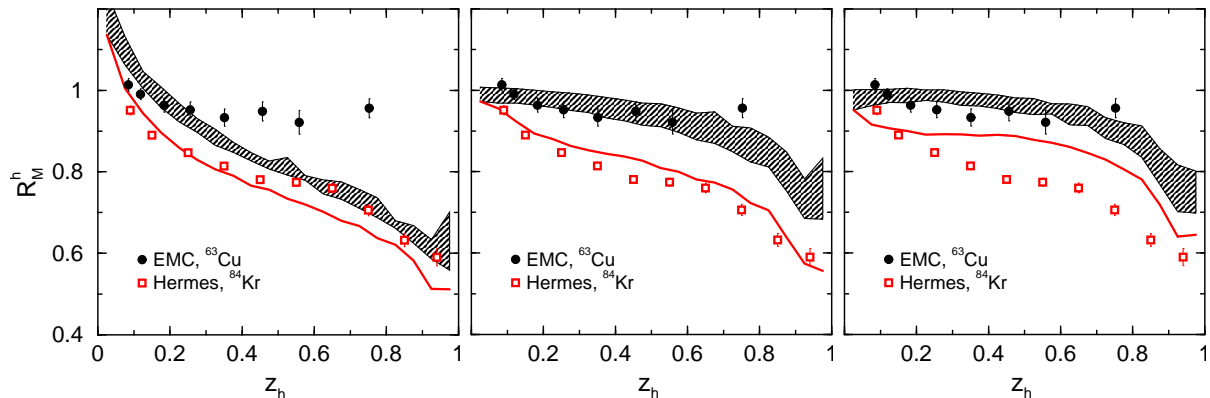 R_M^h
1
0.8
0.6
0.4
EMC, ⁶³Cu
Hermes, ⁸⁴Kr
EMC, ⁶³Cu
Hermes, ⁸⁴Kr
EMC, ⁶³Cu
Hermes, ⁸⁴Kr
0 0.2 0.4 0.6 0.8 1 0.2 0.4 0.6 0.8 1 0.2 0.4 0.6 0.8 1
z_h z_h z_h